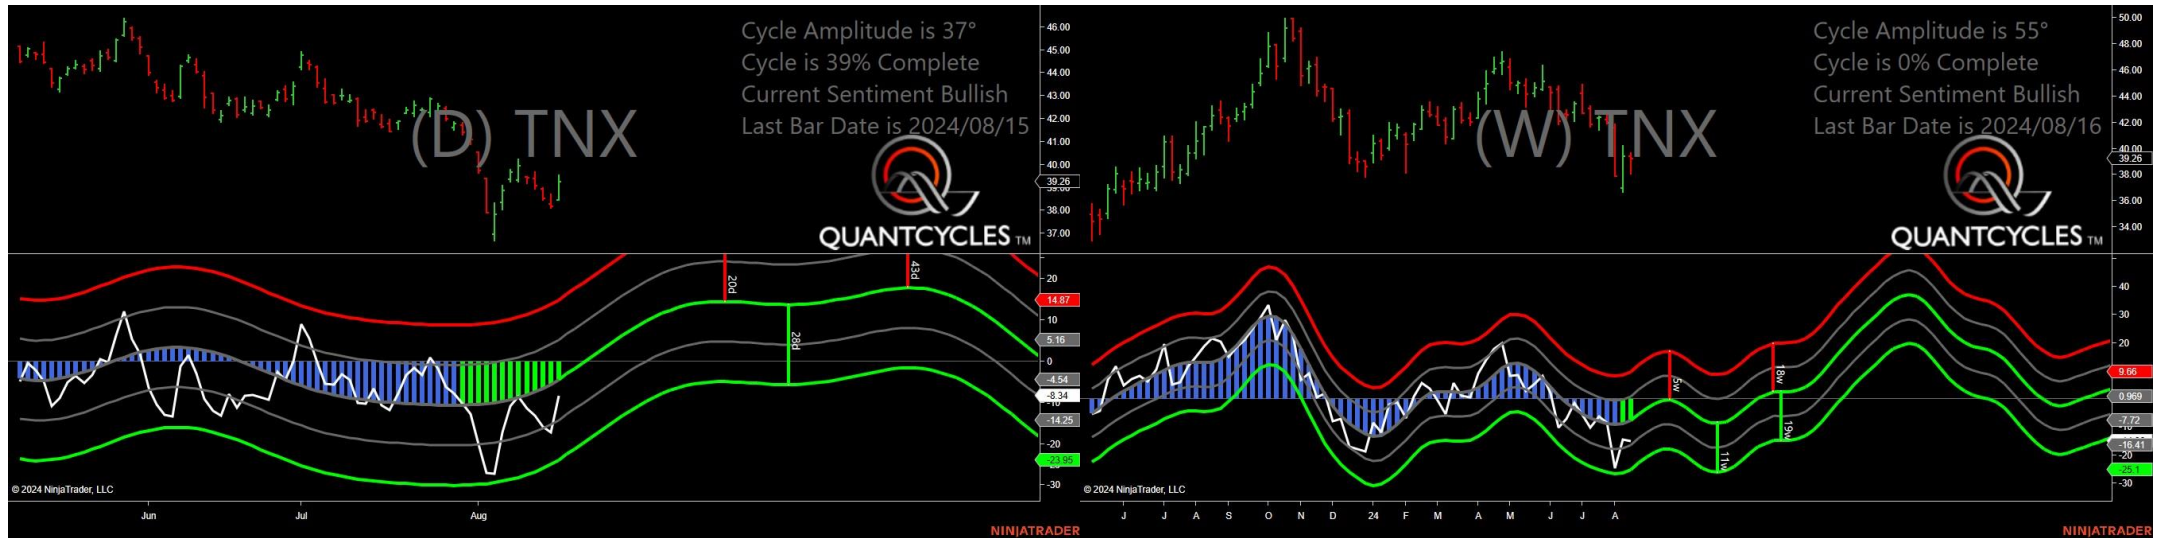 Cycle Amplitude is 37°
Cycle is 39% Complete
Current Sentiment Bullish
Last Bar Date is 2024/08/15
(D) TNX
QUANTCYCLES TM
46.00
45.00
44.00
43.00
42.00
41.00
40.00
39.26
39.00
38.00
37.00
20d
43d
28d
20
14.87
10
5.16
0
-4.54
-8.34
-10
-14.25
-20
-23.95
-30
© 2024 NinjaTrader, LLC
Jun Jul Aug
NINJATRADER
Cycle Amplitude is 55°
Cycle is 0% Complete
Current Sentiment Bullish
Last Bar Date is 2024/08/16
(W) TNX
QUANTCYCLES TM
50.00
48.00
46.00
44.00
42.00
40.00
39.26
38.00
36.00
34.00
5w
18w
11w
19w
40
30
20
9.66
0.969
-7.72
-16.41
-20
-25.1
-30
© 2024 NinjaTrader, LLC
J J A S O N D 24 F M A M J J A
NINJATRADER